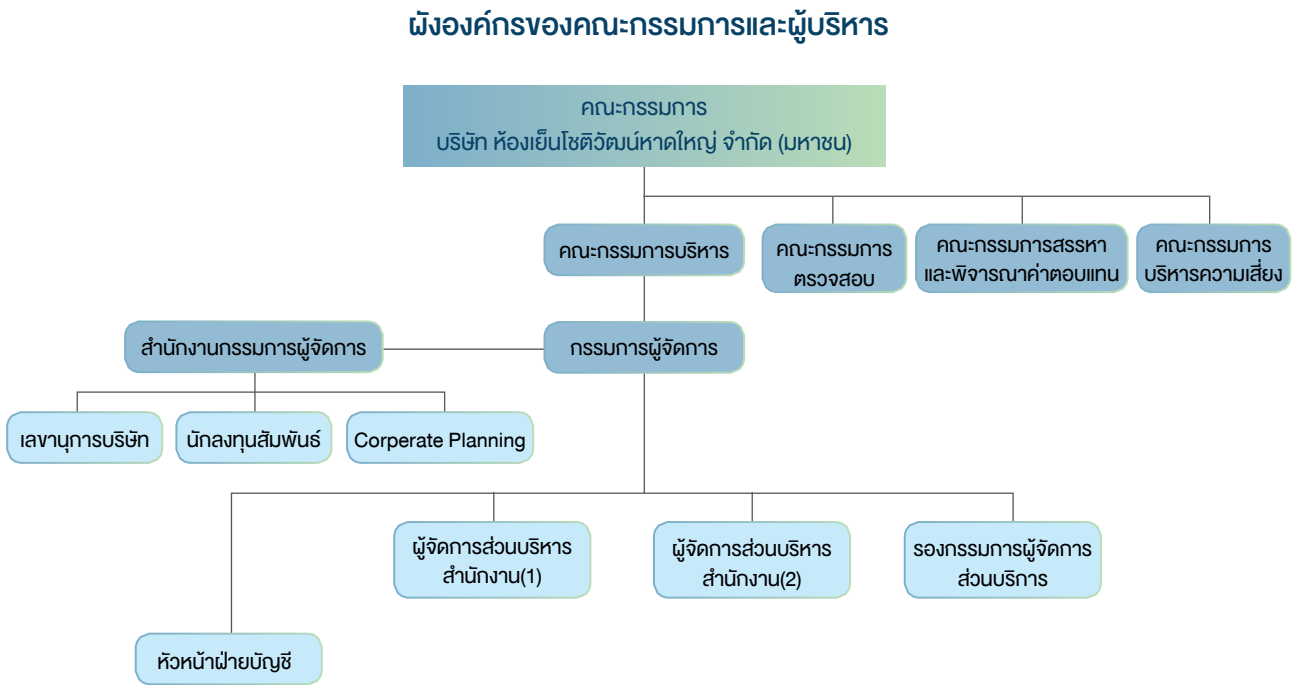 ผังองค์กรของคณะกรรมการและผู้บริหาร
คณะกรรมการ
บริษัท ห้องเย็นโชติวัฒน์หาดใหญ่ จำกัด (มหาชน)
คณะกรรมการบริหาร
คณะกรรมการ
ตรวจสอบ
คณะกรรมการสรรหา
และพิจารณาค่าตอบแทน
คณะกรรมการ
บริหารความเสี่ยง
สำนักงานกรรมการผู้จัดการ
กรรมการผู้จัดการ
เลขานุการบริษัท
นักลงทุนสัมพันธ์
Corperate Planning
ผู้จัดการส่วนบริหาร
สำนักงาน(1)
ผู้จัดการส่วนบริหาร
สำนักงาน(2)
รองกรรมการผู้จัดการ
ส่วนบริการ
หัวหน้าฝ่ายบัญชี